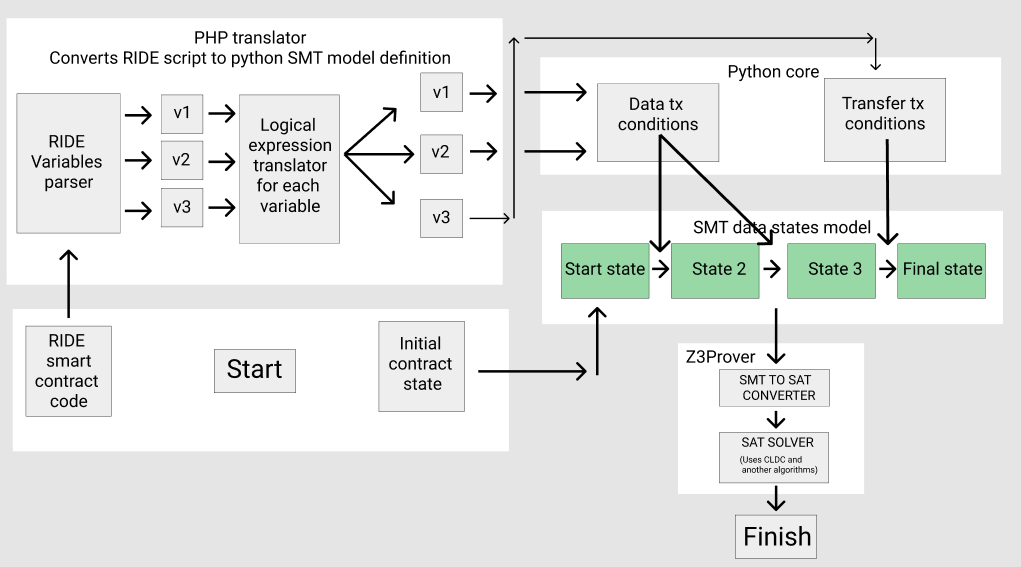 PHP translator
Converts RIDE script to python SMT model definition
RIDE
Variables
parser
v1
v2
v3
Logical
expression
translator
for each
variable
v1
v2
v3
Python core
Data tx
conditions
Transfer tx
conditions
SMT data states model
Start state
State 2
State 3
Final state
RIDE
smart
contract
code
Start
Initial
contract
state
Z3Prover
SMT TO SAT
CONVERTER
SAT SOLVER
(Uses CLDC and
another algorithms)
Finish